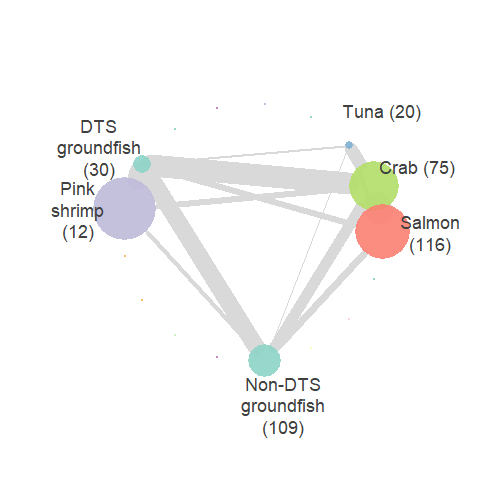 Tuna (20)
DTS
groundfish
(30)
Crab (75)
Pink
shrimp
(12)
Salmon
(116)
Non-DTS
groundfish
(109)